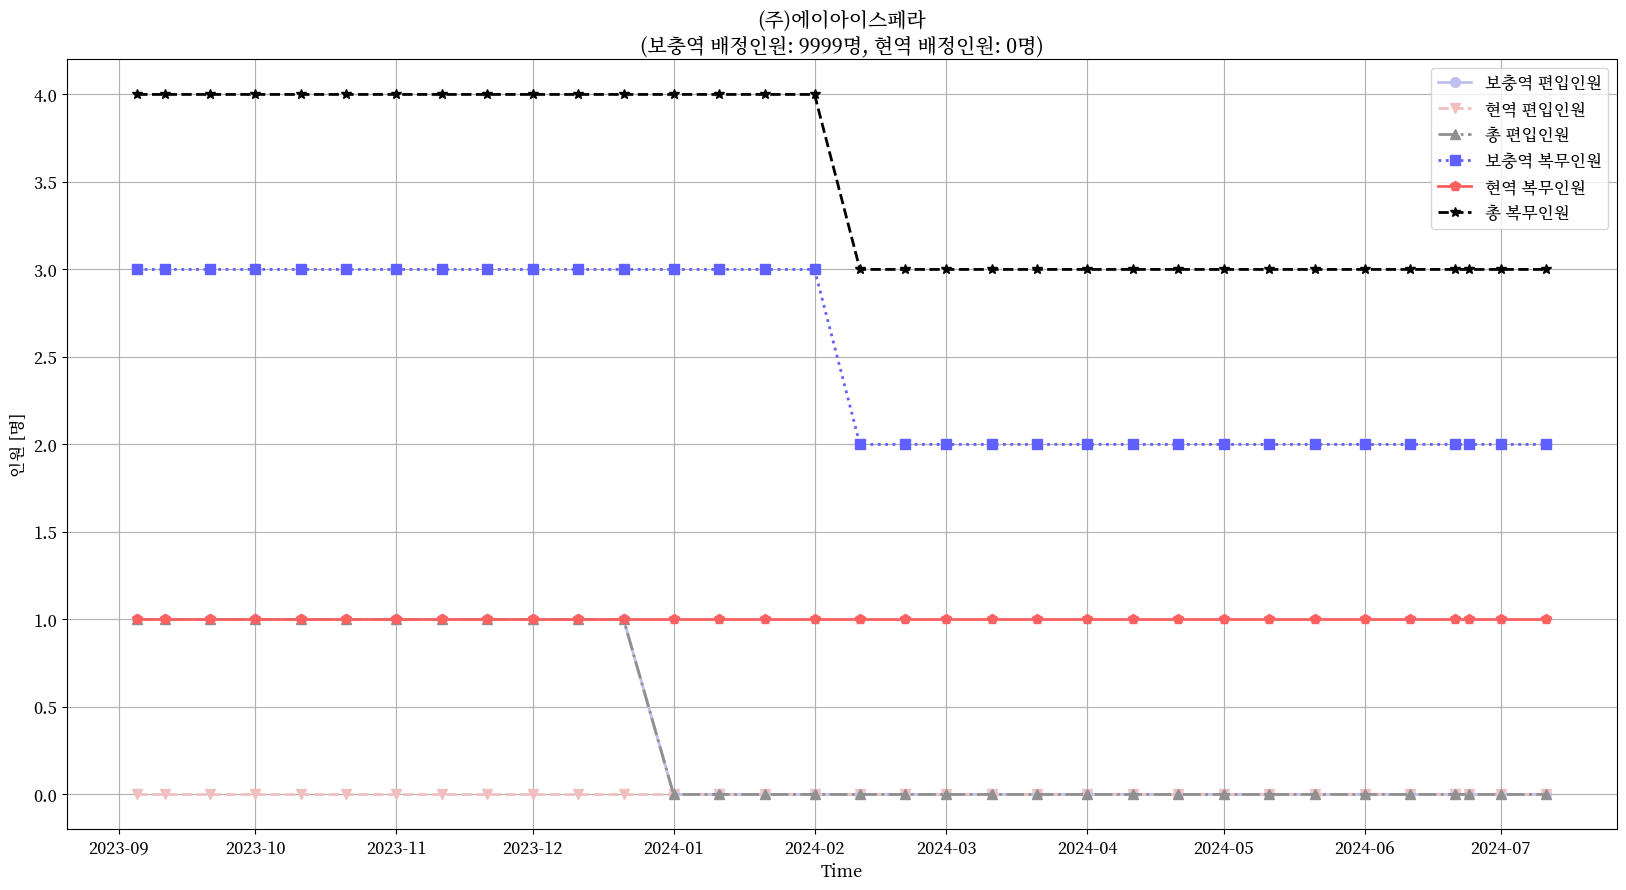 (주)에이아이스페라
(보충역 배정인원: 9999명, 현역 배정인원: 0명)
보충역 편입인원
현역 편입인원
총 편입인원
보충역 복무인원
현역 복무인원
총 복무인원
인원 [명]
4.0
3.5
3.0
2.5
2.0
1.5
1.0
0.5
0.0
2023-09 2023-10 2023-11 2023-12 2024-01 2024-02 2024-03 2024-04 2024-05 2024-06 2024-07
Time